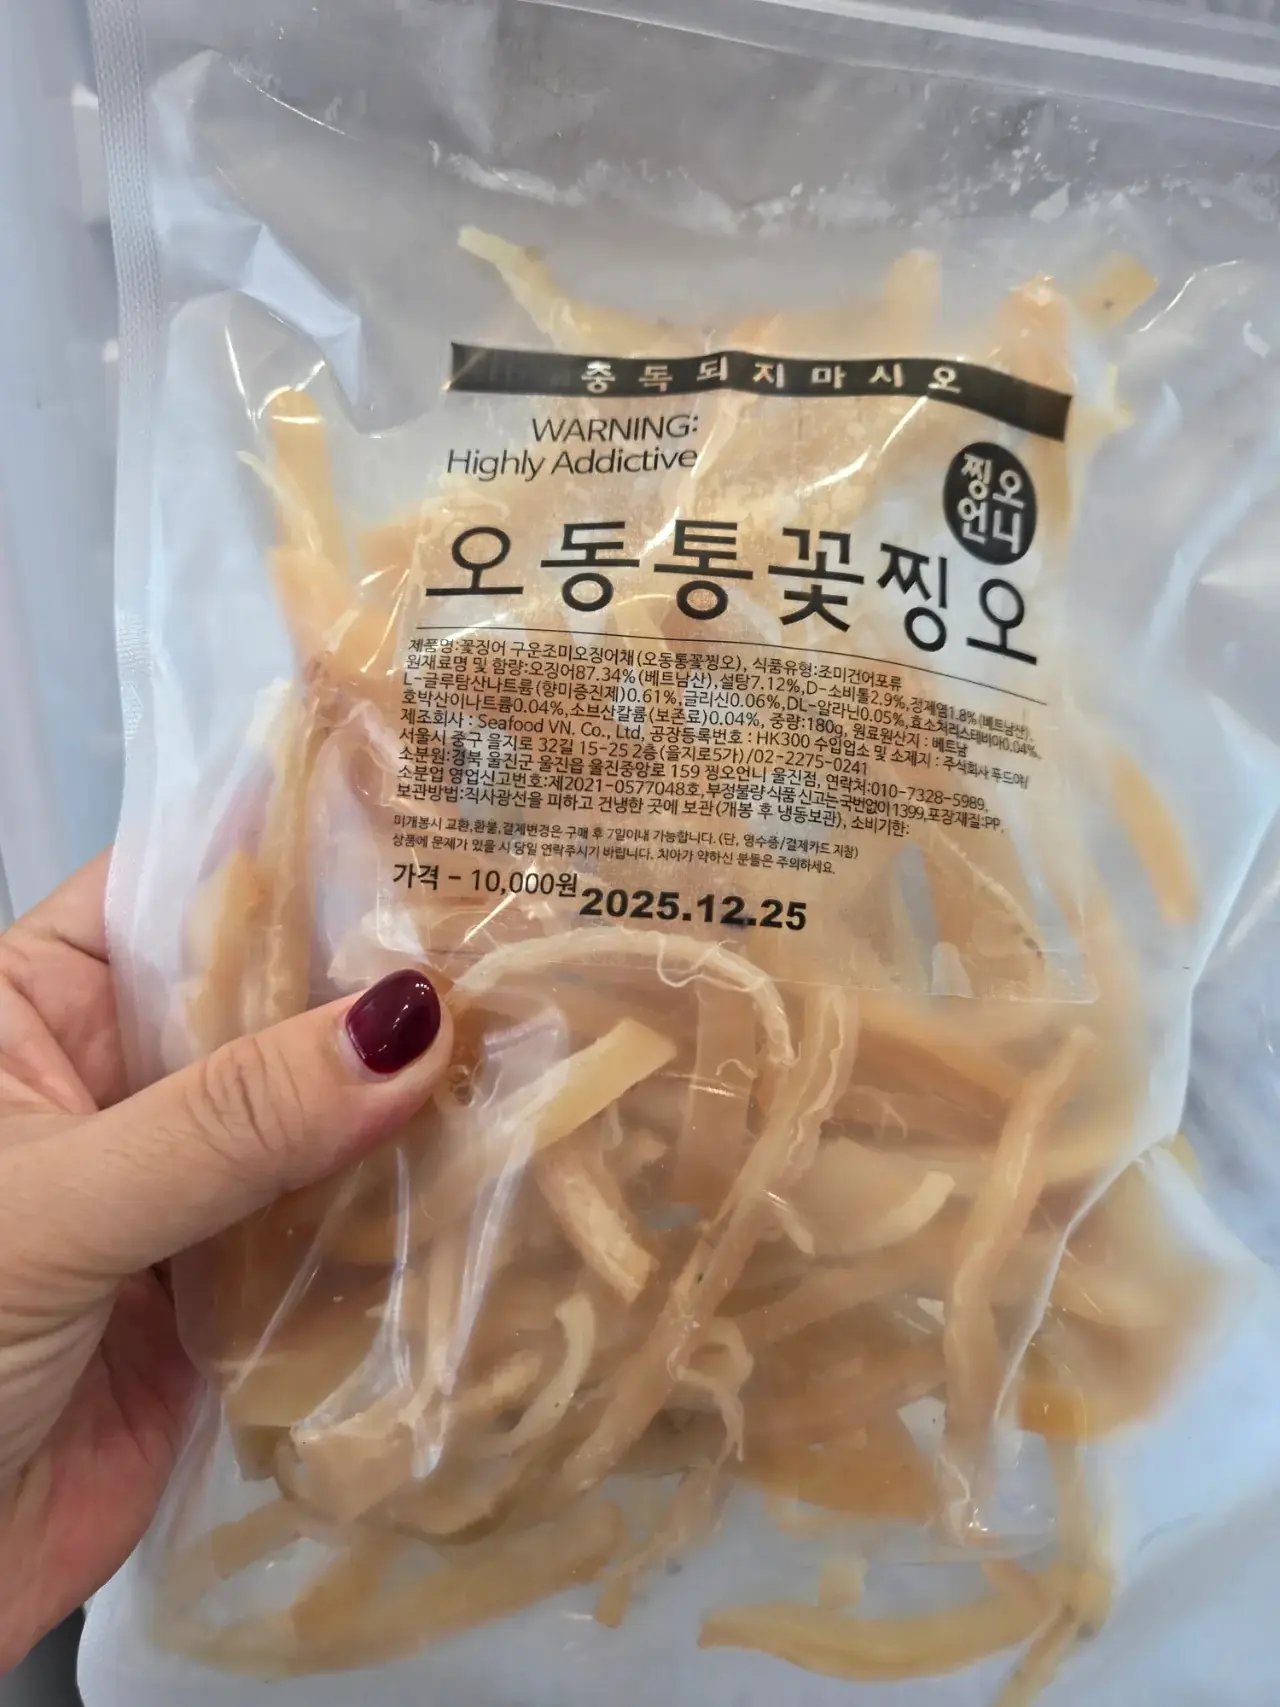 중독되지마시오
WARNING:
Highly Addictive
찡오
언니
오동통꽃찡오
제품명:꽃징어 구운조미오징어채(오동통꽃찡오), 식품유형:조미건어포류
원재료명 및 함량:오징어87.34%(베트남산),설탕7.12%,D-소비톨2.9%,정제염1.8%(베트남산),
L-글루탐산나트륨(향미증진제)0.61%,글리신0.06%,DL-알라닌0.05%,효소처리스테비아0.04%,
호박산이나트륨0.04%,소브산칼륨(보존료)0.04%, 중량:180g, 원료원산지 : 베트남
제조회사 : Seafood VN. Co., Ltd, 공장등록번호 : HK300 수입업소 및 소재지 : 주식회사 푸드야/
서울시 중구 을지로 32길 15-25 2층(을지로5가)/02-2275-0241
소분원:경북 울진군 울진읍 울진중앙로 159 찡오언니 울진점, 연락처:010-7328-5989,
소분업 영업신고번호:제2021-0577048호,부정불량식품신고는국번없이1399,포장재질:PP,
보관방법:직사광선을 피하고 건냉한 곳에 보관(개봉 후 냉동보관), 소비기한:
미개봉시 교환,환불,결제변경은 구매 후 7일이내 가능합니다.(단, 영수증/결제카드 지참)
상품에 문제가 있을 시 당일 연락주시기 바랍니다. 치아가 약하신 분들은 주의하세요.
가격 - 10,000원
2025.12.25